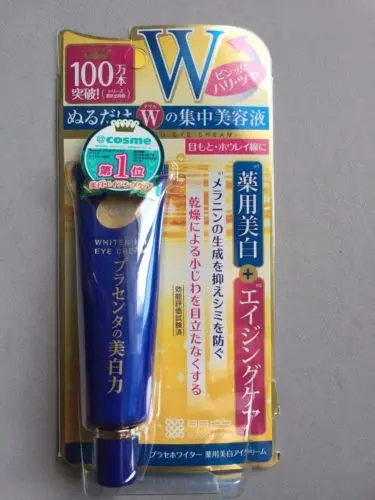 100万本
突破!
W
ピンッと
ハリ・ツヤ
ぬるだけWの集中美容液
EYE CREAM
目もと・ホウレイ線に
@cosme
第1位
WHITENING
EYE CREAM
プラセンタの美白力
薬用美白
+
エイジングケア
メラニンの生成を抑えシミを防ぐ
乾燥による小じわを目立たなくする
効能評価試験済
プラセホワイター 薬用美白アイクリーム